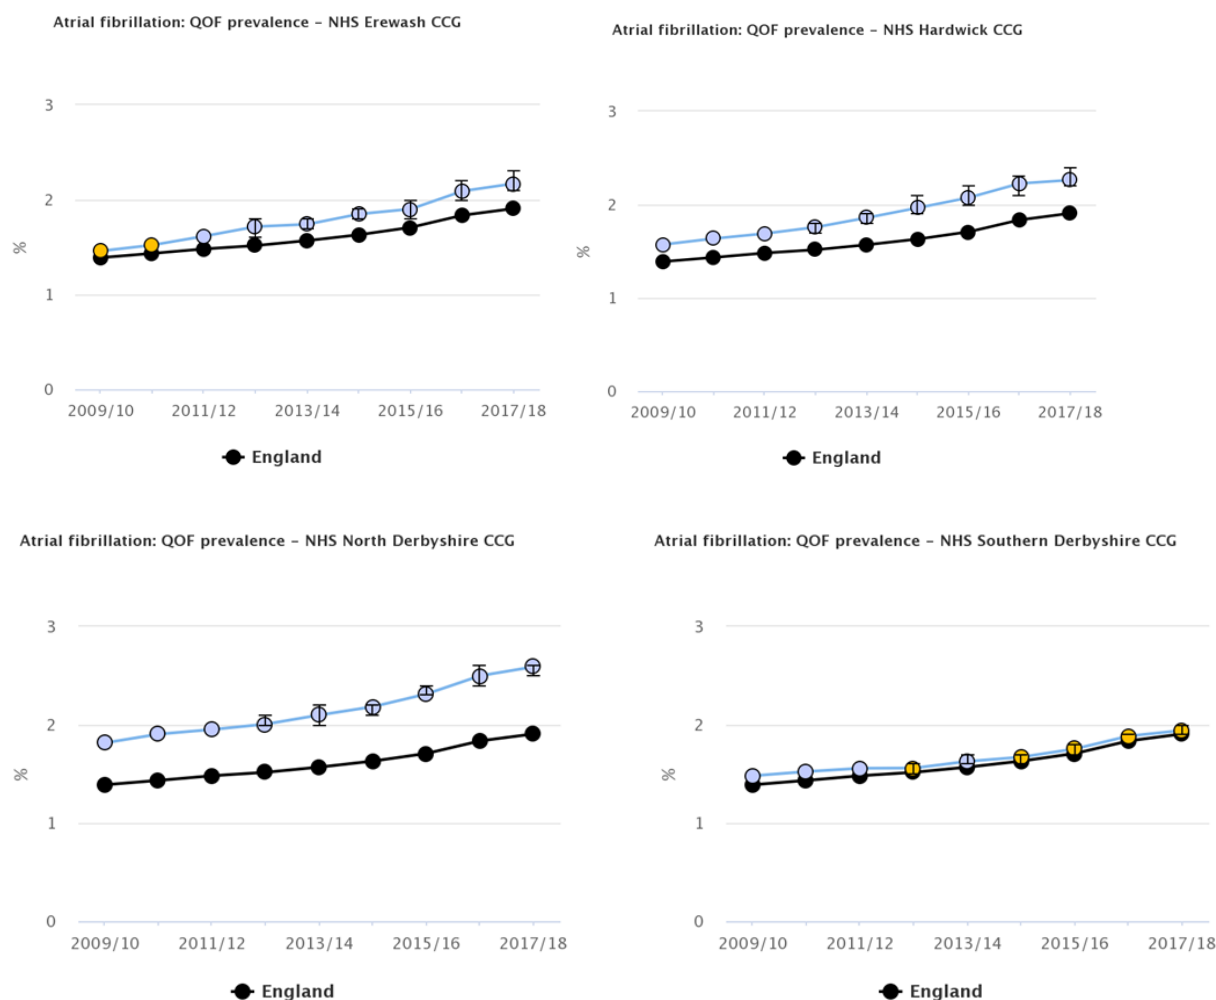 Atrial fibrillation: QOF prevalence – NHS Erewash CCG
3
2
%
1
0
2009/10 2011/12 2013/14 2015/16 2017/18
England
Atrial fibrillation: QOF prevalence – NHS Hardwick CCG
3
2
%
1
0
2009/10 2011/12 2013/14 2015/16 2017/18
England
Atrial fibrillation: QOF prevalence – NHS North Derbyshire CCG
3
2
%
1
0
2009/10 2011/12 2013/14 2015/16 2017/18
England
Atrial fibrillation: QOF prevalence – NHS Southern Derbyshire CCG
3
2
%
1
0
2009/10 2011/12 2013/14 2015/16 2017/18
England